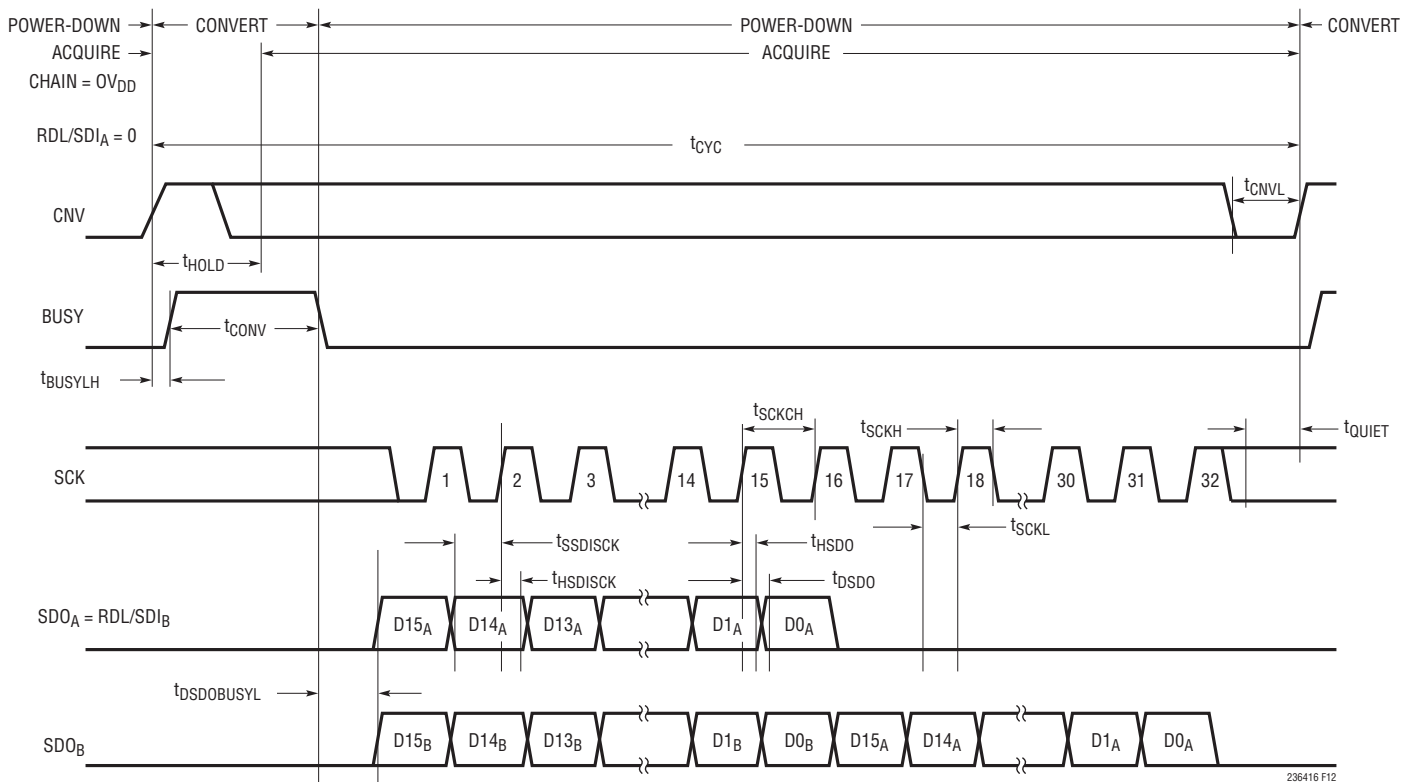 POWER-DOWN CONVERT POWER-DOWN CONVERT
ACQUIRE ACQUIRE
CHAIN = OVDD
RDL/SDIA = 0
tCYC
CNV
tCNVL
tHOLD
BUSY
tCONV
tBUSYLH
tSCKCH
tSCKH
tQUIET
SCK
1 2 3 14 15 16 17 18 30 31 32
tSSDISCK
tHSDO
tSCKL
tHSDISCK
tDSDO
SDOA = RDL/SDIB
D15A D14A D13A D1A D0A
tDSDOBUSYL
SDOB
D15B D14B D13B D1B D0B D15A D14A D1A D0A
236416 F12